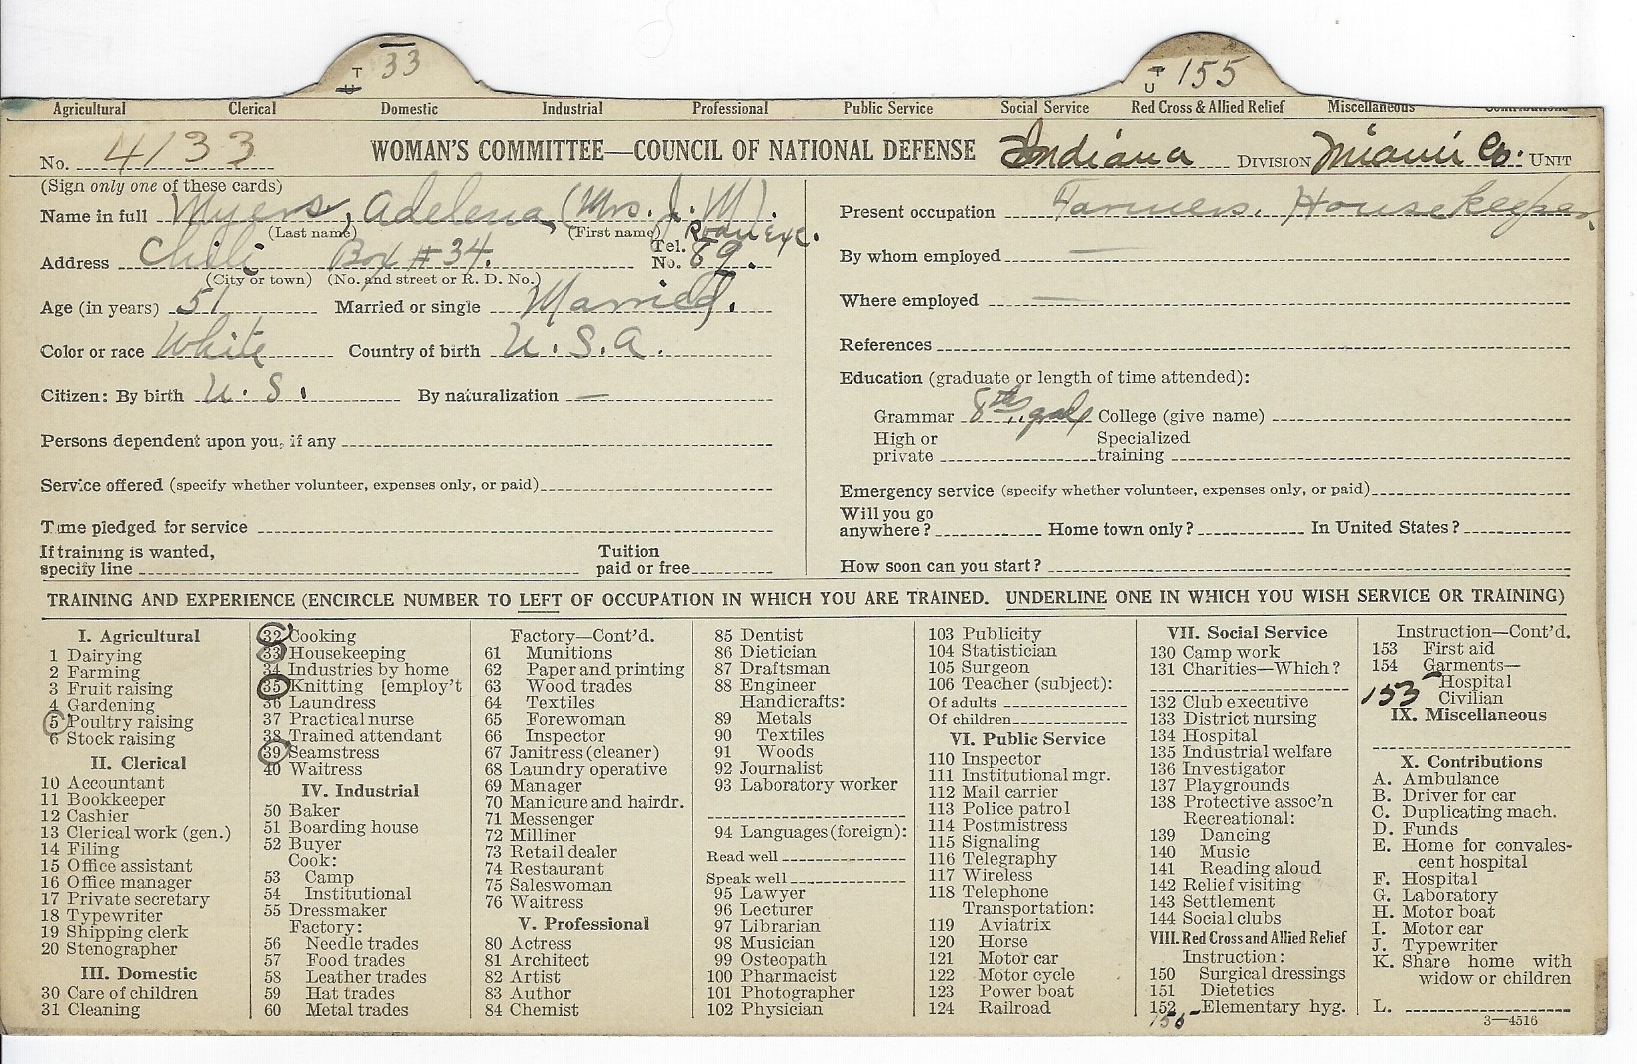 T U 33
T U 155
Agricultural Clerical Domestic Industrial Professional Public Service Social Service Red Cross & Allied Relief Miscellaneous Contributions
No. 4133 WOMAN'S COMMITTEE—COUNCIL OF NATIONAL DEFENSE Indiana DIVISION Miami Co. UNIT
(Sign only one of these cards)
Name in full Myers, Adelena (Mrs. J. M).
(Last name) (First name)
Address Chili Box #34. Tel. No. 89.
(City or town) (No. and street or R. D. No.)
Age (in years) 51 Married or single Married.
Color or race White Country of birth U. S. A.
Citizen: By birth U. S. By naturalization —
Persons dependent upon you, if any
Service offered (specify whether volunteer, expenses only, or paid)
Time pledged for service
If training is wanted, specify line Tuition paid or free
Present occupation Farmers. Housekeeper.
By whom employed —
Where employed —
References
Education (graduate or length of time attended):
Grammar 8th College (give name)
High or private Specialized training
Emergency service (specify whether volunteer, expenses only, or paid)
Will you go anywhere? Home town only? In United States?
How soon can you start?
TRAINING AND EXPERIENCE (ENCIRCLE NUMBER TO LEFT OF OCCUPATION IN WHICH YOU ARE TRAINED. UNDERLINE ONE IN WHICH YOU WISH SERVICE OR TRAINING)
I. Agricultural
1 Dairying
2 Farming
3 Fruit raising
4 Gardening
5 Poultry raising
6 Stock raising
II. Clerical
10 Accountant
11 Bookkeeper
12 Cashier
13 Clerical work (gen.)
14 Filing
15 Office assistant
16 Office manager
17 Private secretary
18 Typewriter
19 Shipping clerk
20 Stenographer
III. Domestic
30 Care of children
31 Cleaning
32 Cooking
33 Housekeeping
34 Industries by home
35 Knitting [employ't
36 Laundress
37 Practical nurse
38 Trained attendant
39 Seamstress
40 Waitress
IV. Industrial
50 Baker
51 Boarding house
52 Buyer
Cook:
53 Camp
54 Institutional
55 Dressmaker
Factory:
56 Needle trades
57 Food trades
58 Leather trades
59 Hat trades
60 Metal trades
Factory—Cont'd.
61 Munitions
62 Paper and printing
63 Wood trades
64 Textiles
65 Forewoman
66 Inspector
67 Janitress (cleaner)
68 Laundry operative
69 Manager
70 Manicure and hairdr.
71 Messenger
72 Milliner
73 Retail dealer
74 Restaurant
75 Saleswoman
76 Waitress
V. Professional
80 Actress
81 Architect
82 Artist
83 Author
84 Chemist
85 Dentist
86 Dietician
87 Draftsman
88 Engineer
Handicrafts:
89 Metals
90 Textiles
91 Woods
92 Journalist
93 Laboratory worker
94 Languages (foreign):
Read well
Speak well
95 Lawyer
96 Lecturer
97 Librarian
98 Musician
99 Osteopath
100 Pharmacist
101 Photographer
102 Physician
103 Publicity
104 Statistician
105 Surgeon
106 Teacher (subject):
Of adults
Of children
VI. Public Service
110 Inspector
111 Institutional mgr.
112 Mail carrier
113 Police patrol
114 Postmistress
115 Signaling
116 Telegraphy
117 Wireless
118 Telephone
Transportation:
119 Aviatrix
120 Horse
121 Motor car
122 Motor cycle
123 Power boat
124 Railroad
VII. Social Service
130 Camp work
131 Charities—Which?
132 Club executive
133 District nursing
134 Hospital
135 Industrial welfare
136 Investigator
137 Playgrounds
138 Protective assoc'n
Recreational:
139 Dancing
140 Music
141 Reading aloud
142 Relief visiting
143 Settlement
144 Social clubs
VIII. Red Cross and Allied Relief
Instruction:
150 Surgical dressings
151 Dietetics
152 Elementary hyg.
155
Instruction—Cont'd.
153 First aid
154 Garments—
Hospital
153 Civilian
IX. Miscellaneous
X. Contributions
A. Ambulance
B. Driver for car
C. Duplicating mach.
D. Funds
E. Home for convales-
cent hospital
F. Hospital
G. Laboratory
H. Motor boat
I. Motor car
J. Typewriter
K. Share home with
widow or children
L.
3—4516